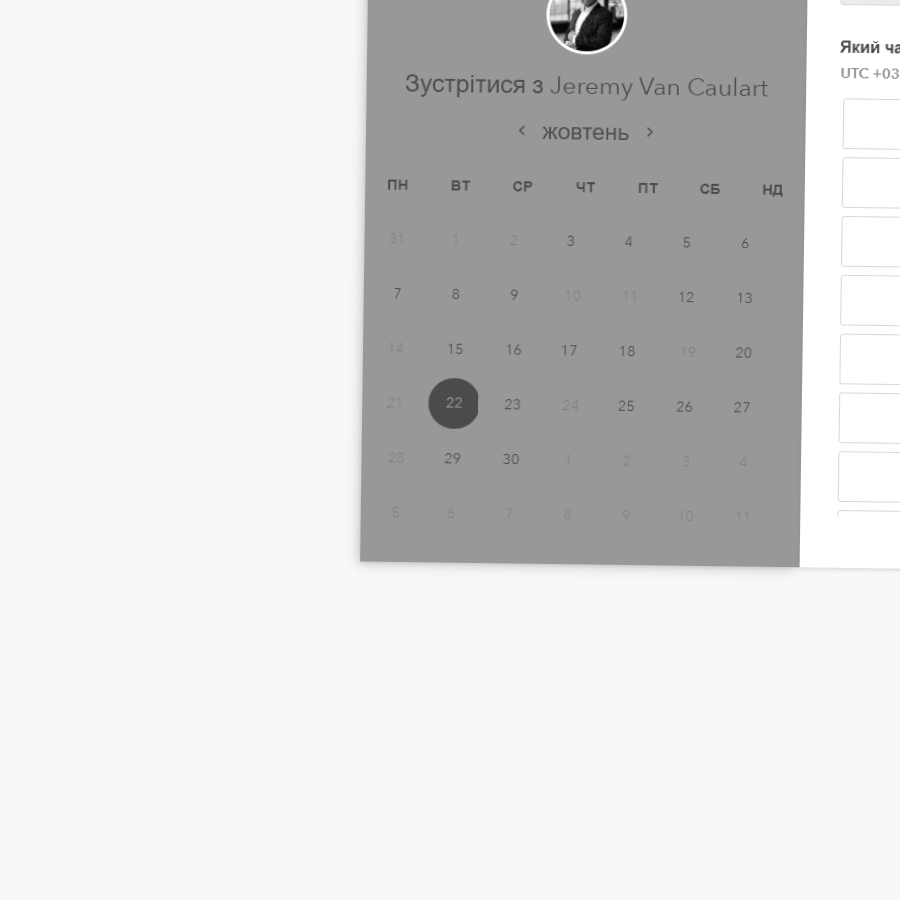 Зустрітися з Jeremy Van Caulart
жовтень
ПН ВТ СР ЧТ ПТ СБ НД
31 1 2 3 4 5 6
7 8 9 10 11 12 13
14 15 16 17 18 19 20
21 22 23 24 25 26 27
28 29 30 1 2 3 4
5 6 7 8 9 10 11
Який
UTC +03